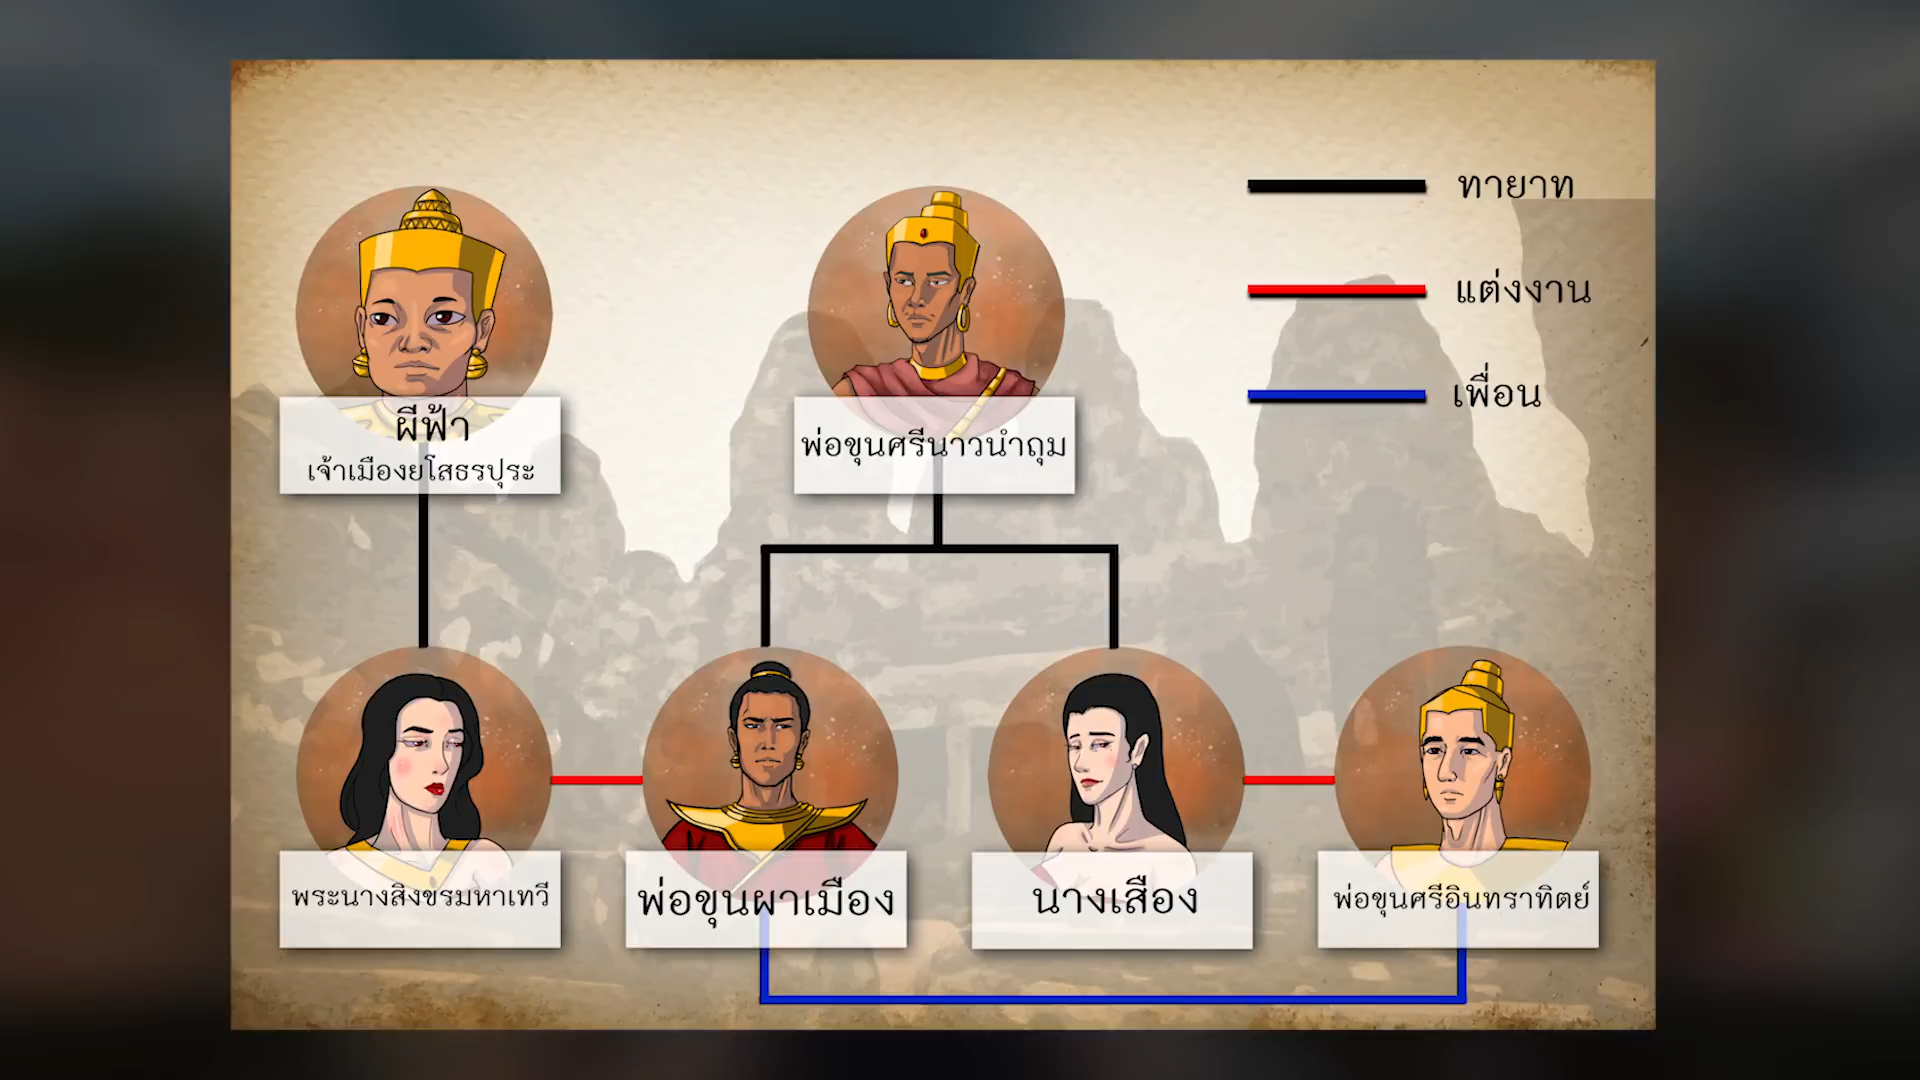 ทายาท
แต่งงาน
เพื่อน
ผีฟ้า
เจ้าเมืองยโสธรปุระ
พ่อขุนศรีนาวนำถุม
พระนางสิงขรมหาเทวี
พ่อขุนผาเมือง
นางเสือง
พ่อขุนศรีอินทราทิตย์